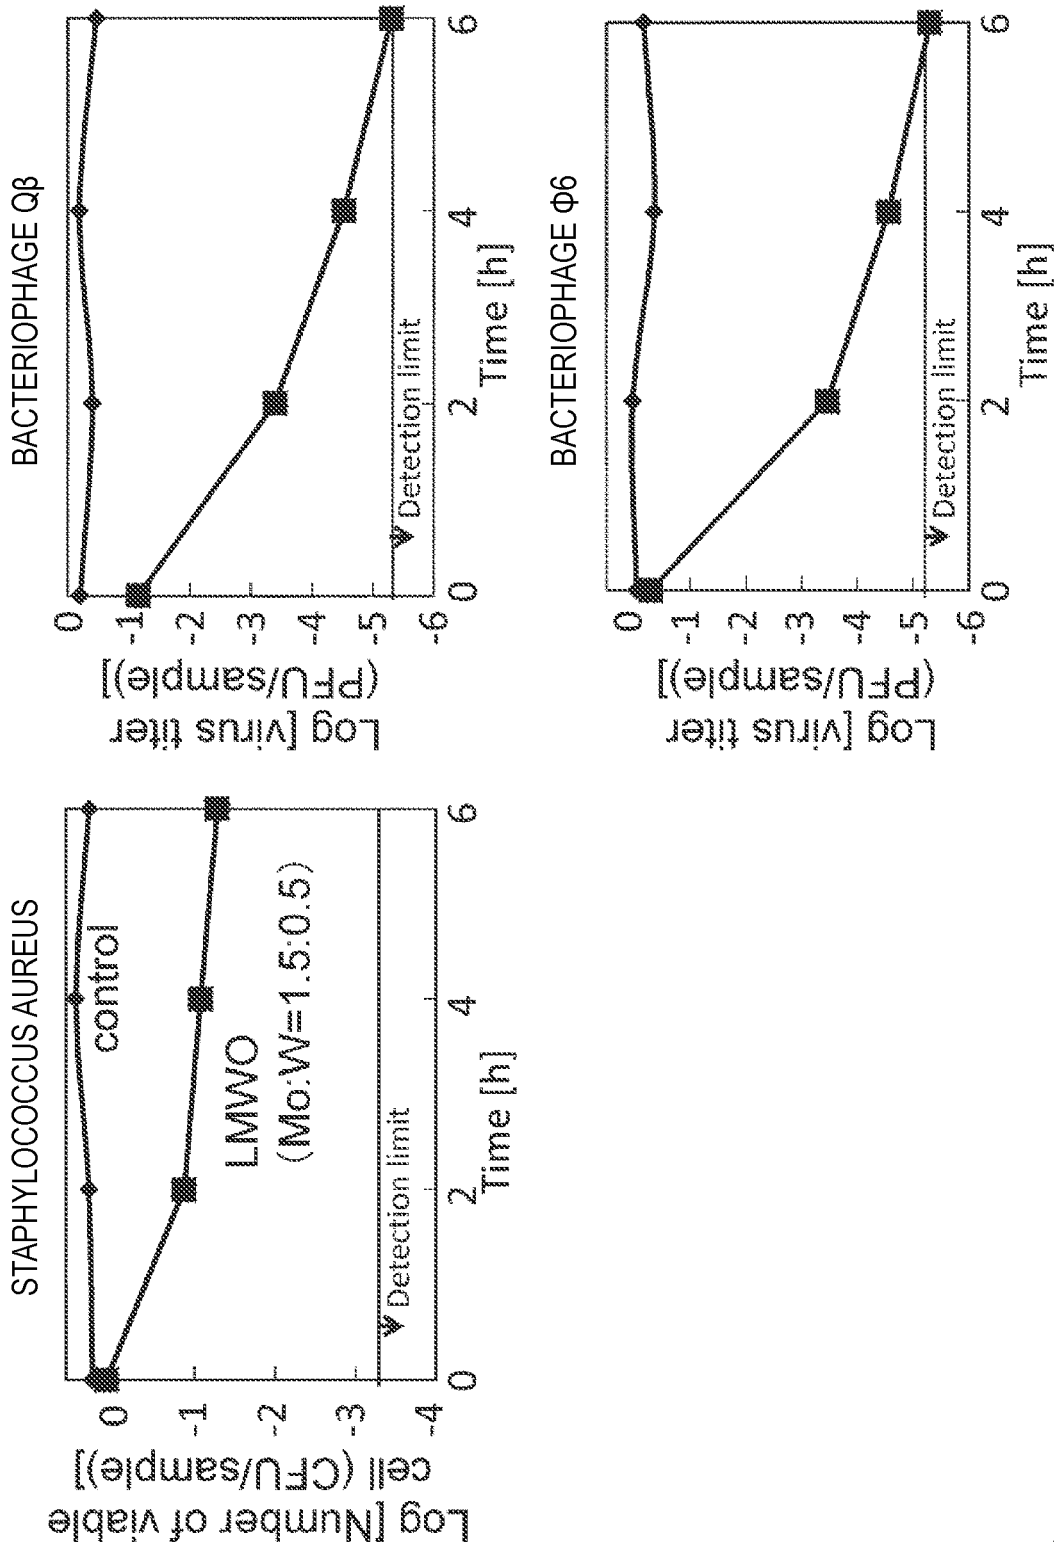 STAPHYLOCOCCUS AUREUS
Log [Number of viable
cell (CFU/sample)]
0
-1
-2
-3
-4
control
LMWO
(Mo:W=1.5:0.5)
Detection limit
0
2
4
6
Time [h]
BACTERIOPHAGE Qβ
Log [virus titer
(PFU/sample)]
0
-1
-2
-3
-4
-5
-6
Detection limit
0
2
4
6
Time [h]
BACTERIOPHAGE Φ6
Log [virus titer
(PFU/sample)]
0
-1
-2
-3
-4
-5
-6
Detection limit
0
2
4
6
Time [h]